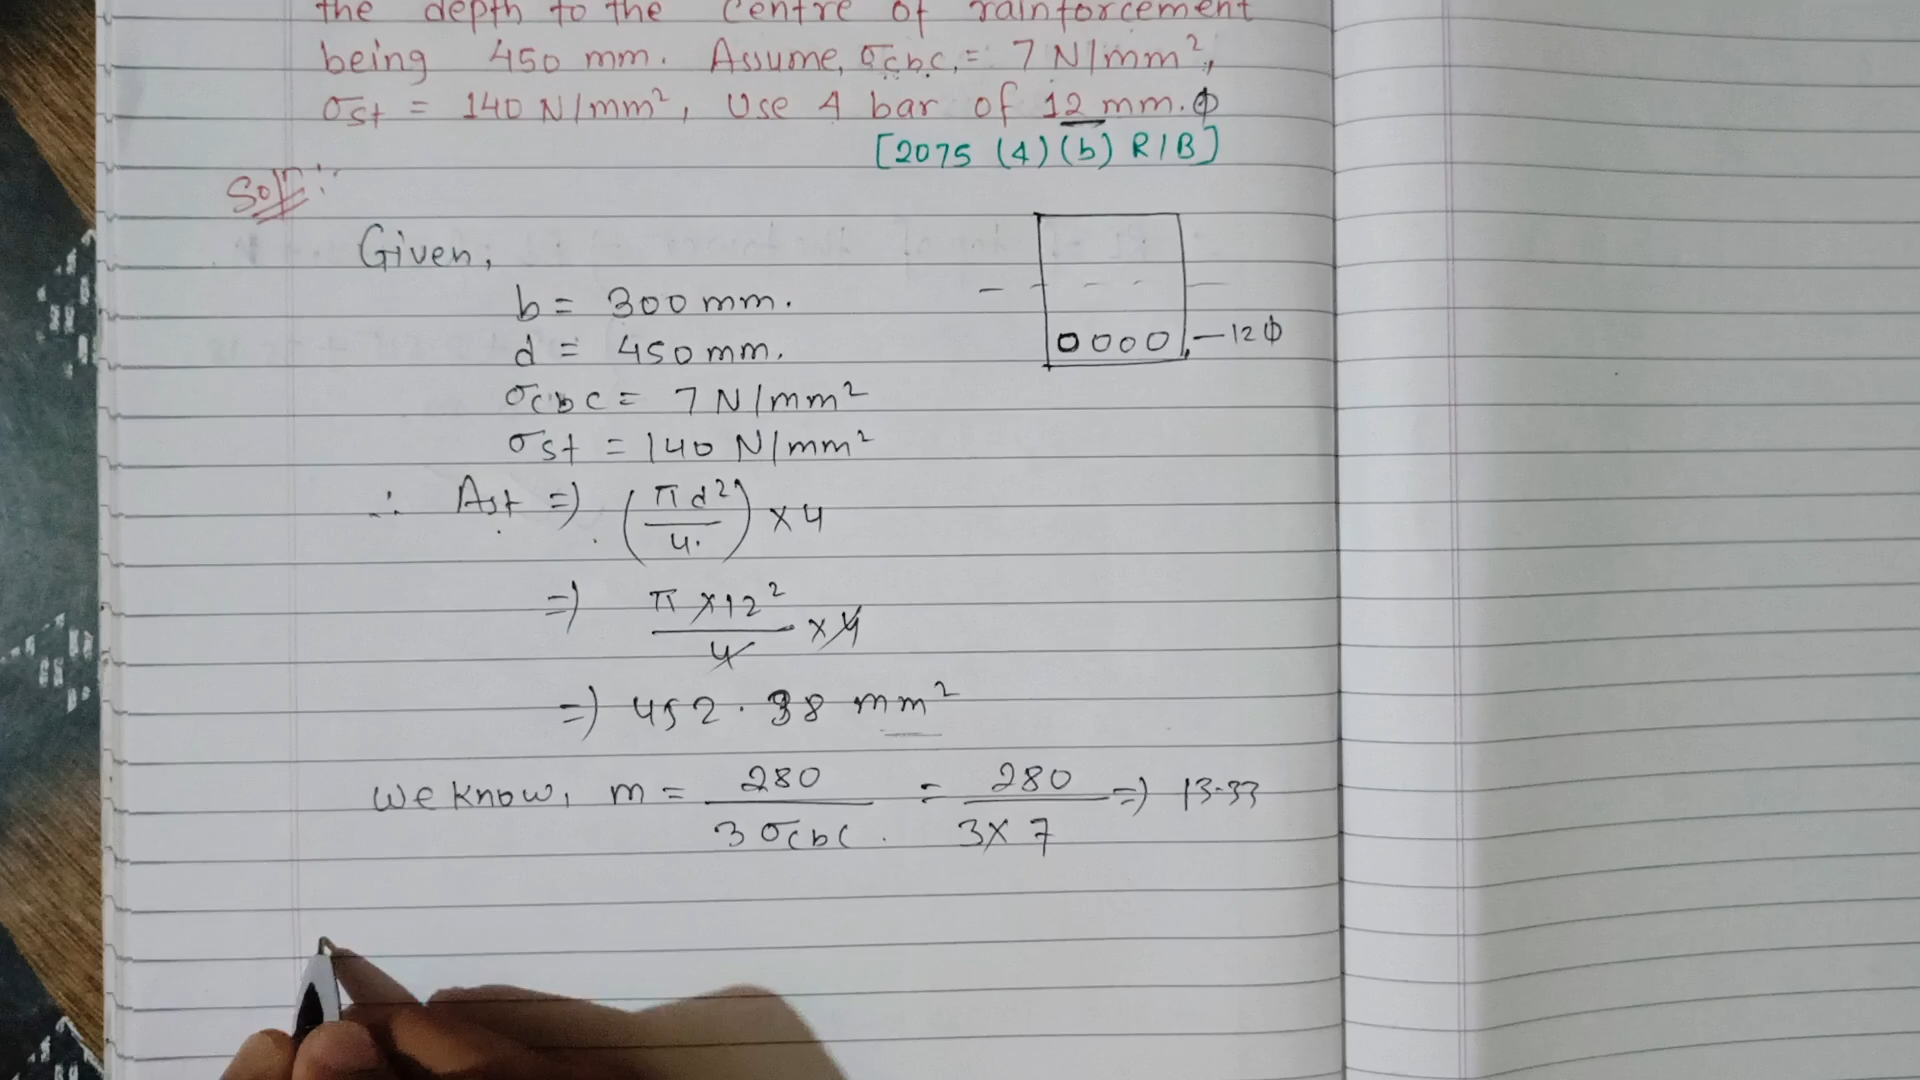 the depth to the centre of rainforcement
being 450 mm. Assume, σcbc, = 7 N/mm²,
σst = 140 N/mm², Use 4 bar of 12 mm.ϕ
[2075 (4)(b) R/B]
Solⁿ:
Given,
b = 300 mm.
d = 450 mm.
σcbc = 7 N/mm²
σst = 140 N/mm²
—12ϕ
∴ Ast => (πd²/4) × 4
=> π×12²/4 × 4
=> 452.38 mm²
We know, m = 280/3σcbc = 280/3×7 => 13.33